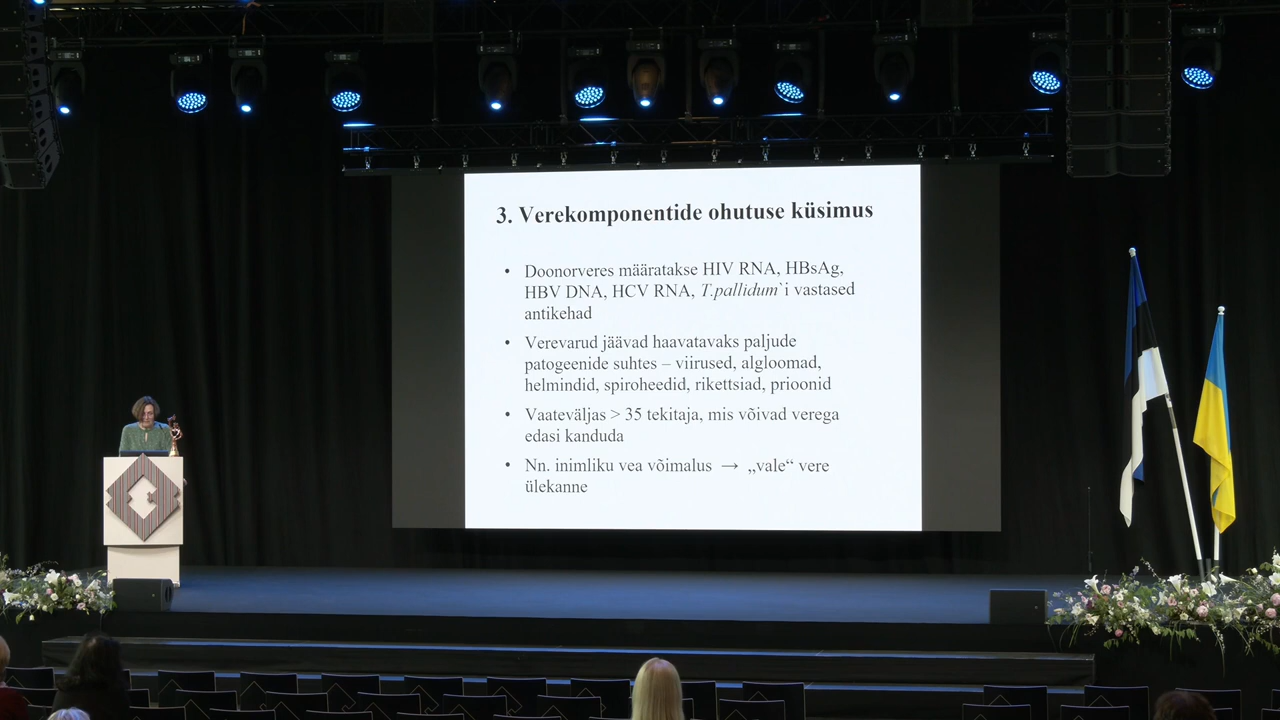 3. Verekomponentide ohutuse küsimus
• Doonorveres määratakse HIV RNA, HBsAg,
HBV DNA, HCV RNA, T.pallidum`i vastased
antikehad
• Verevarud jäävad haavatavaks paljude
patogeenide suhtes – viirused, algloomad,
helmindid, spiroheedid, rikettsiad, prioonid
• Vaateväljas > 35 tekitaja, mis võivad verega
edasi kanduda
• Nn. inimliku vea võimalus → „vale“ vere
ülekanne